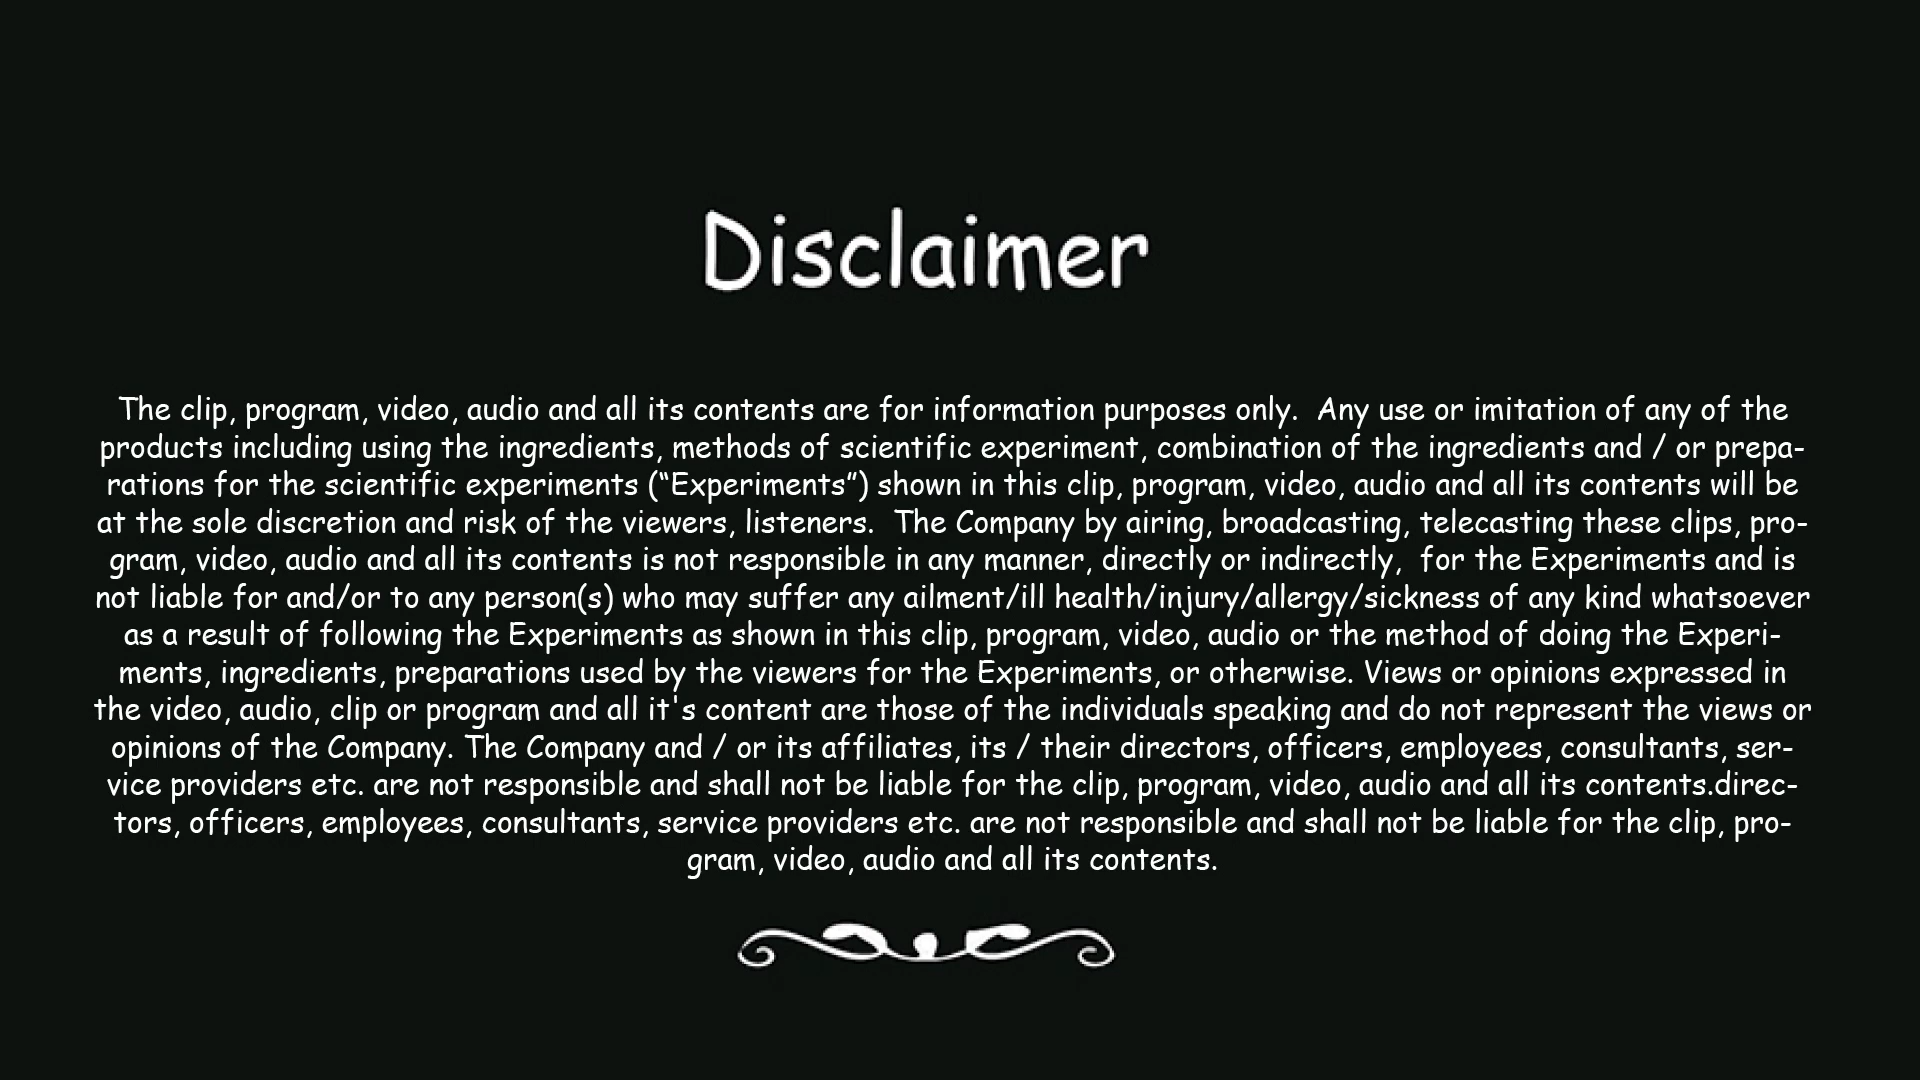 Disclaimer
The clip, program, video, audio and all its contents are for information purposes only.  Any use or imitation of any of the
products including using the ingredients, methods of scientific experiment, combination of the ingredients and / or prepa-
rations for the scientific experiments (“Experiments”) shown in this clip, program, video, audio and all its contents will be
at the sole discretion and risk of the viewers, listeners.  The Company by airing, broadcasting, telecasting these clips, pro-
gram, video, audio and all its contents is not responsible in any manner, directly or indirectly,  for the Experiments and is
not liable for and/or to any person(s) who may suffer any ailment/ill health/injury/allergy/sickness of any kind whatsoever
as a result of following the Experiments as shown in this clip, program, video, audio or the method of doing the Experi-
ments, ingredients, preparations used by the viewers for the Experiments, or otherwise. Views or opinions expressed in
the video, audio, clip or program and all it's content are those of the individuals speaking and do not represent the views or
opinions of the Company. The Company and / or its affiliates, its / their directors, officers, employees, consultants, ser-
vice providers etc. are not responsible and shall not be liable for the clip, program, video, audio and all its contents.direc-
tors, officers, employees, consultants, service providers etc. are not responsible and shall not be liable for the clip, pro-
gram, video, audio and all its contents.